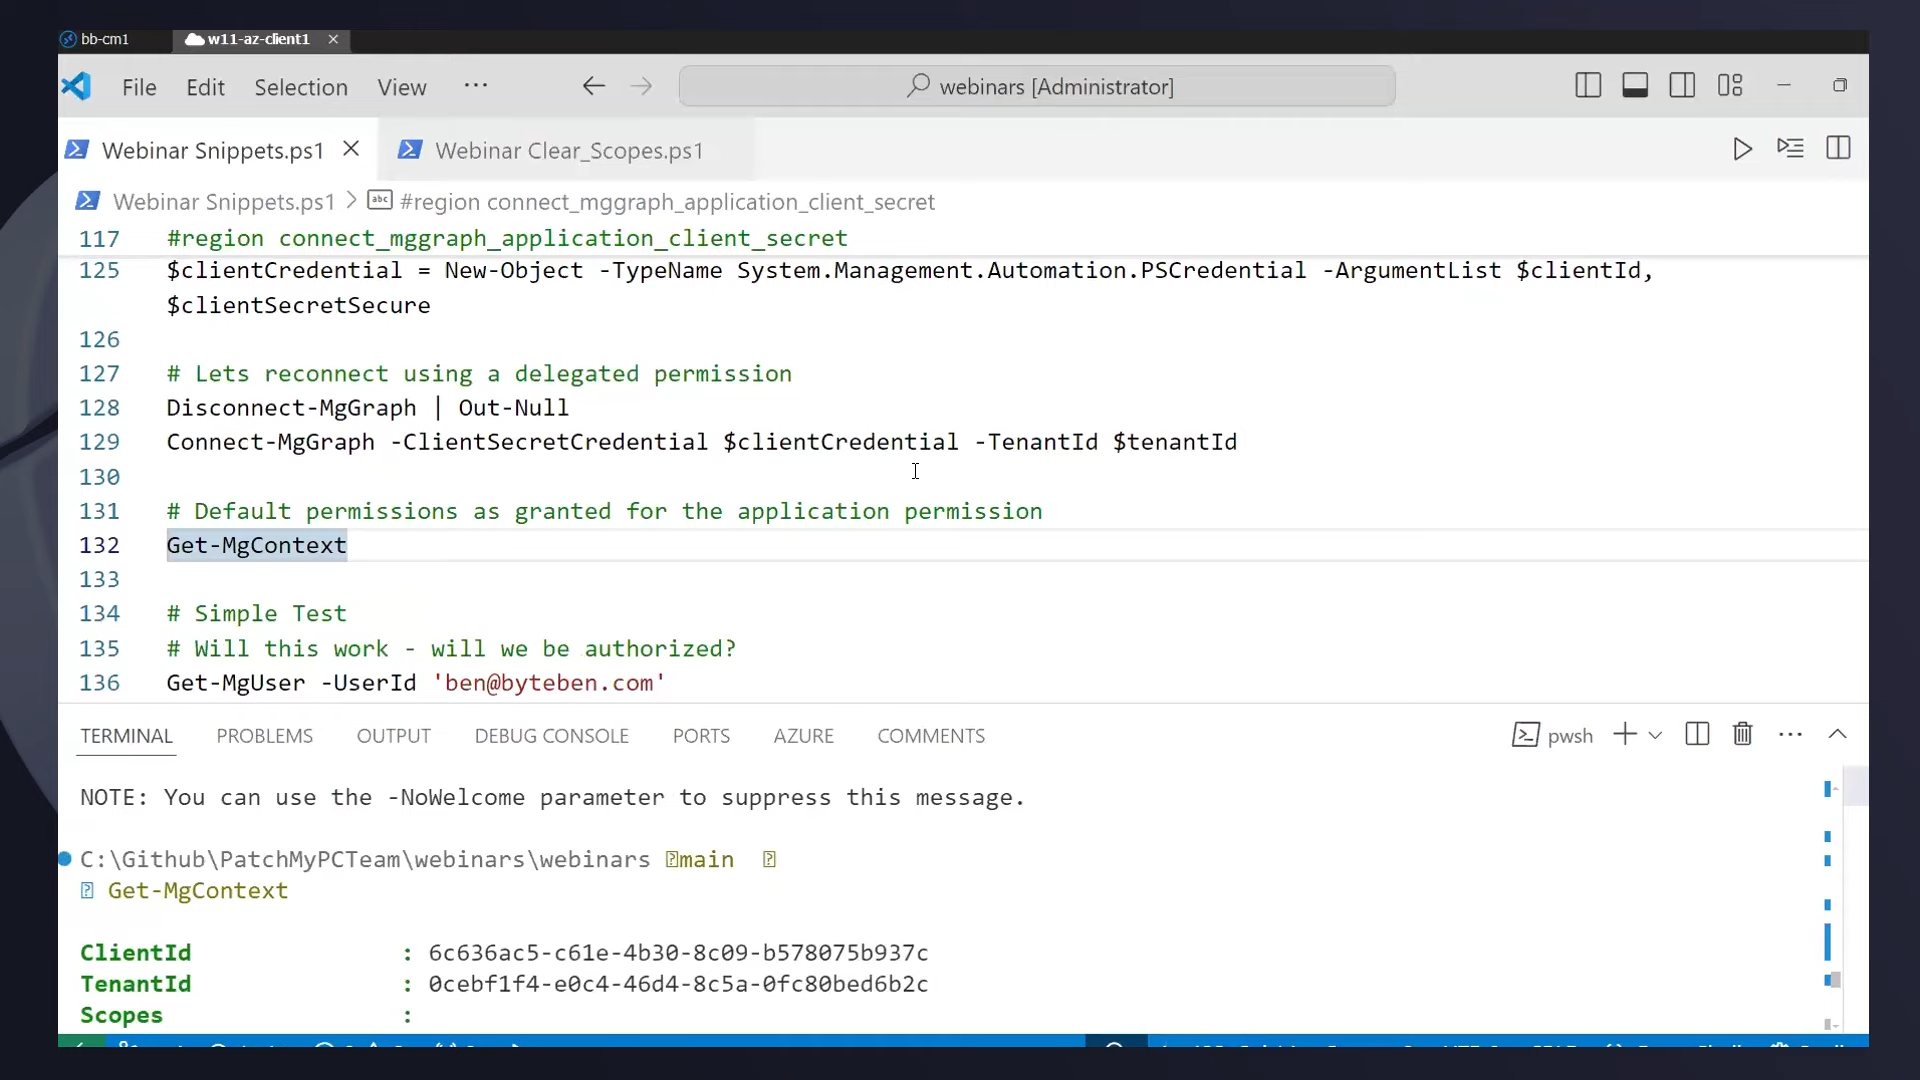 bb-cm1
w11-az-client1
File Edit Selection View ···
webinars [Administrator]
Webinar Snippets.ps1
Webinar Clear_Scopes.ps1
Webinar Snippets.ps1 > #region connect_mggraph_application_client_secret
117 #region connect_mggraph_application_client_secret
125 $clientCredential = New-Object -TypeName System.Management.Automation.PSCredential -ArgumentList $clientId,
$clientSecretSecure
126
127 # Lets reconnect using a delegated permission
128 Disconnect-MgGraph | Out-Null
129 Connect-MgGraph -ClientSecretCredential $clientCredential -TenantId $tenantId
130
131 # Default permissions as granted for the application permission
132 Get-MgContext
133
134 # Simple Test
135 # Will this work - will we be authorized?
136 Get-MgUser -UserId 'ben@byteben.com'
TERMINAL PROBLEMS OUTPUT DEBUG CONSOLE PORTS AZURE COMMENTS
pwsh
NOTE: You can use the -NoWelcome parameter to suppress this message.
C:\Github\PatchMyPCTeam\webinars\webinars main
Get-MgContext
ClientId : 6c636ac5-c61e-4b30-8c09-b578075b937c
TenantId : 0cebf1f4-e0c4-46d4-8c5a-0fc80bed6b2c
Scopes :